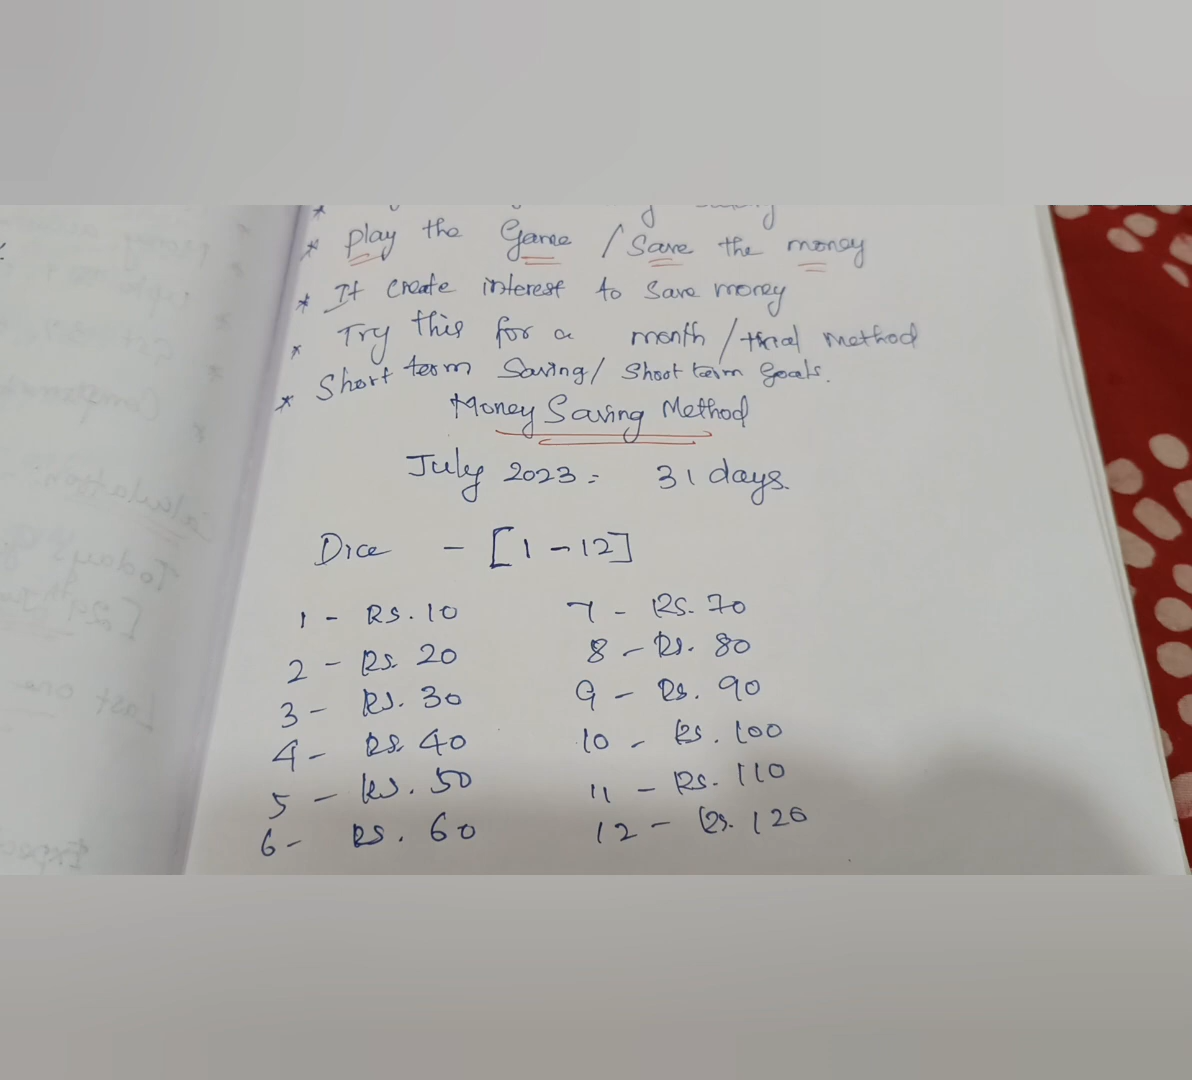 * Play the Game / Save the money
* It create interest to save money
* Try this for a month / trial method
* Short term Saving / Short term Goals.
Money Saving Method
July 2023 = 31 days.
Dice - [1-12]
1 - Rs. 10 7 - Rs. 70
2 - Rs. 20 8 - Rs. 80
3 - Rs. 30 9 - Rs. 90
4 - Rs. 40 10 - Rs. 100
5 - Rs. 50 11 - Rs. 110
6 - Rs. 60 12 - Rs. 120